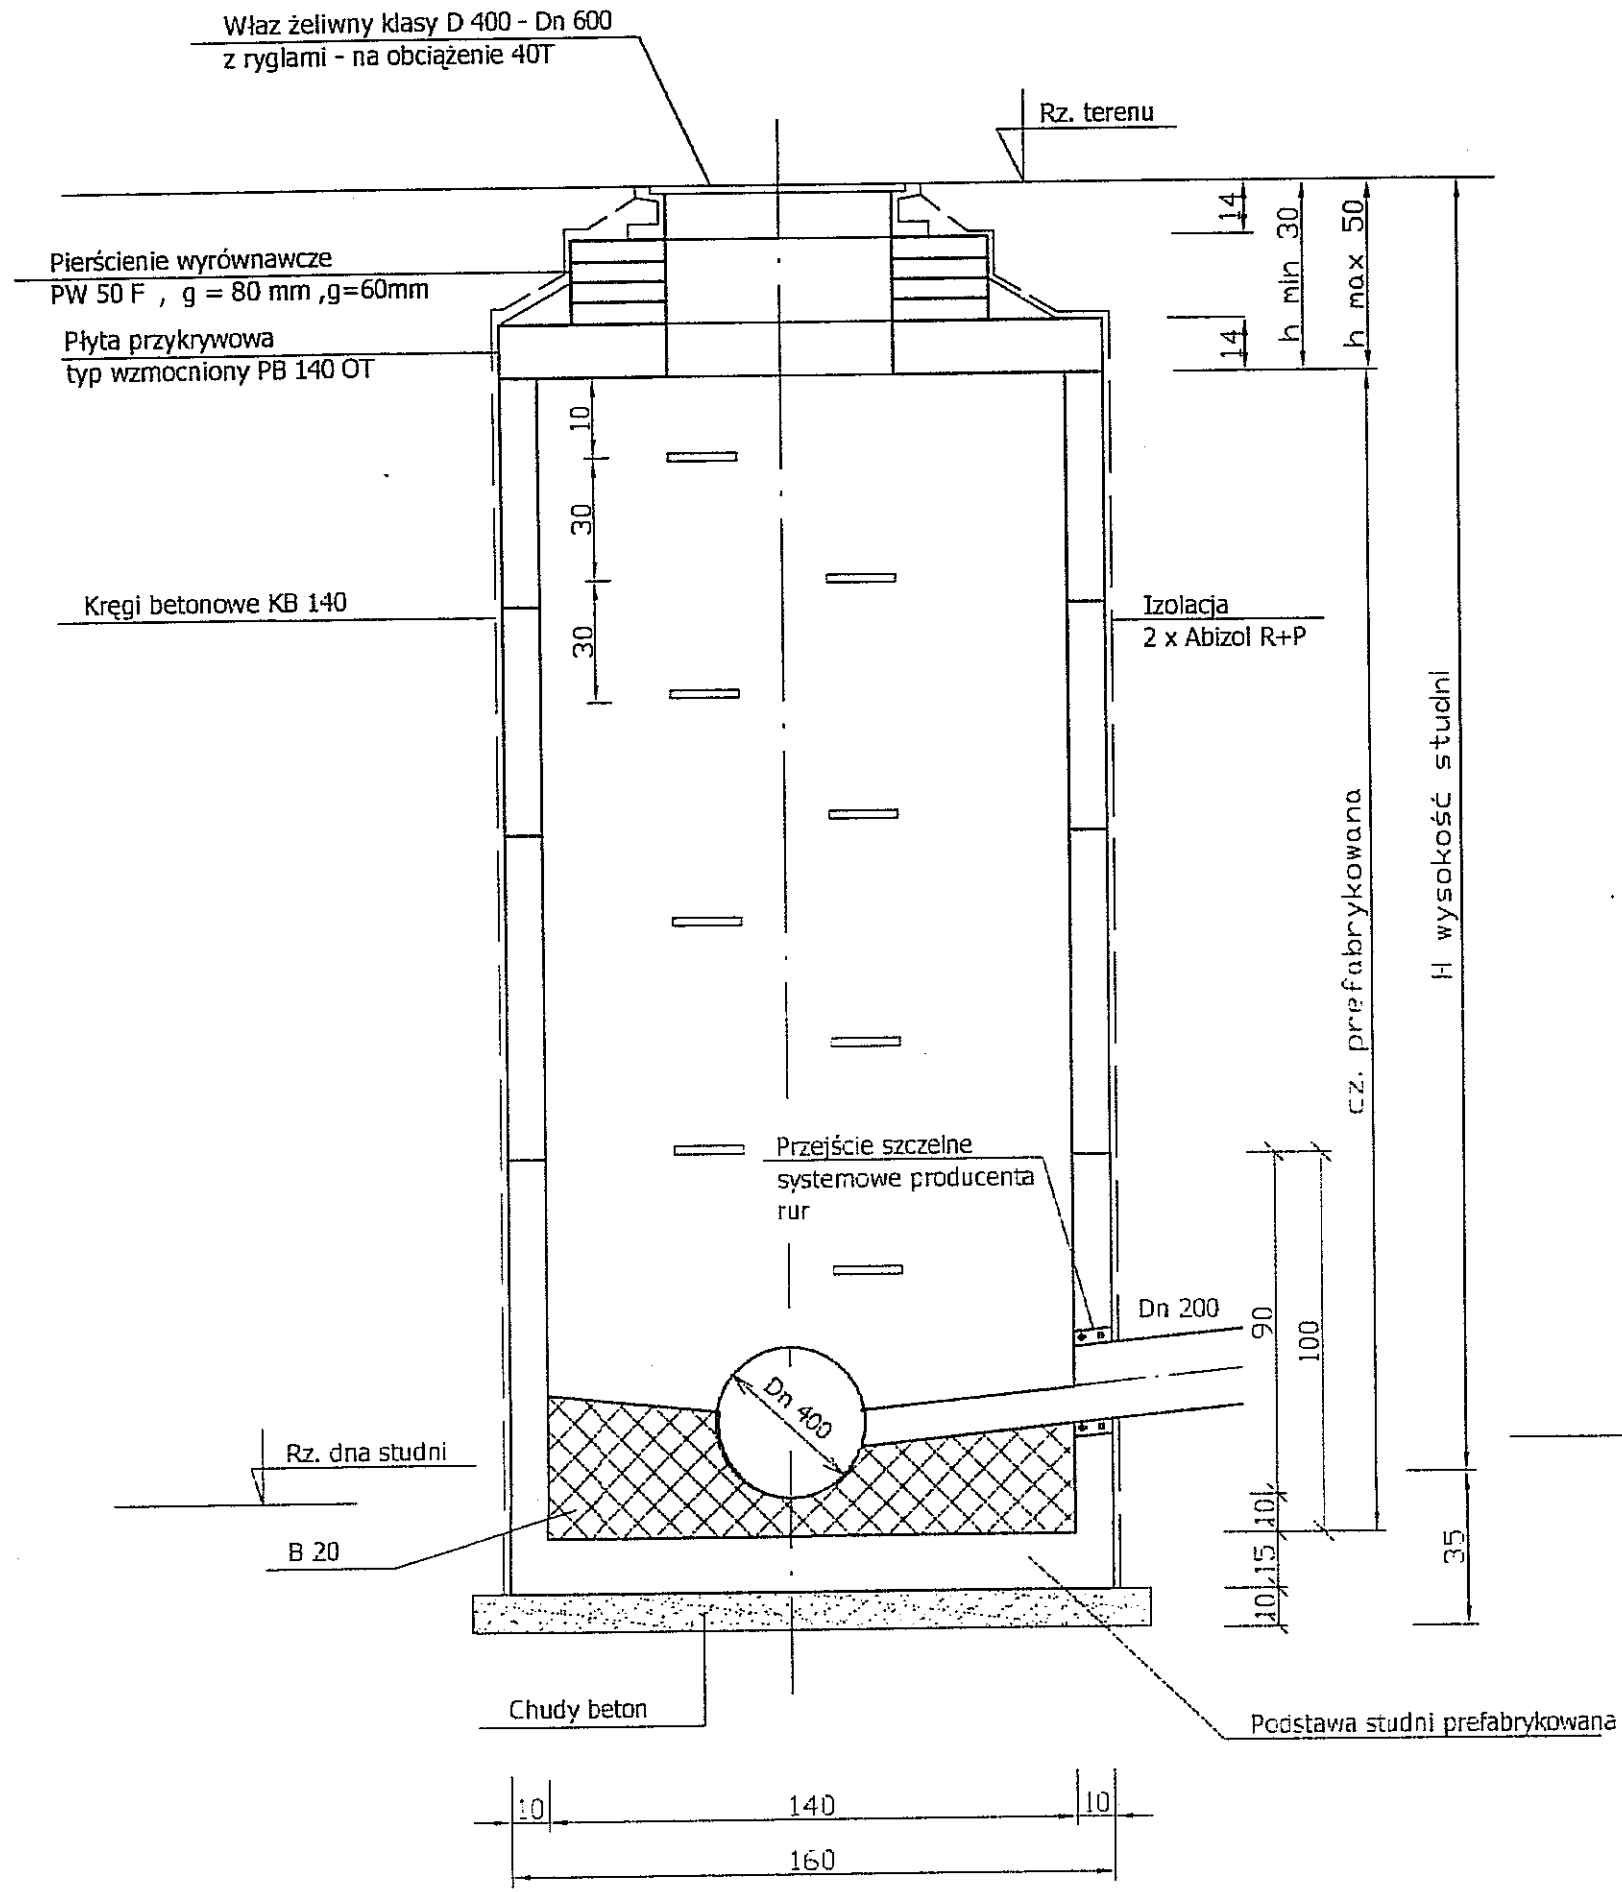 Właz żeliwny klasy D 400 - Dn 600
z ryglami - na obciążenie 40T
Rz. terenu
14
h min 30
h max 50
Pierścienie wyrównawcze
PW 50 F , g = 80 mm ,g=60mm
Płyta przykrywowa
typ wzmocniony PB 140 OT
14
10
30
30
Kręgi betonowe KB 140
Izolacja
2 x Abizol R+P
H wysokość studni
cz. prefabrykowana
Przejście szczelne
systemowe producenta
rur
Dn 200
90
100
Dn 400
Rz. dna studni
B 20
10
15
10
35
Chudy beton
Podstawa studni prefabrykowana
10
140
10
160